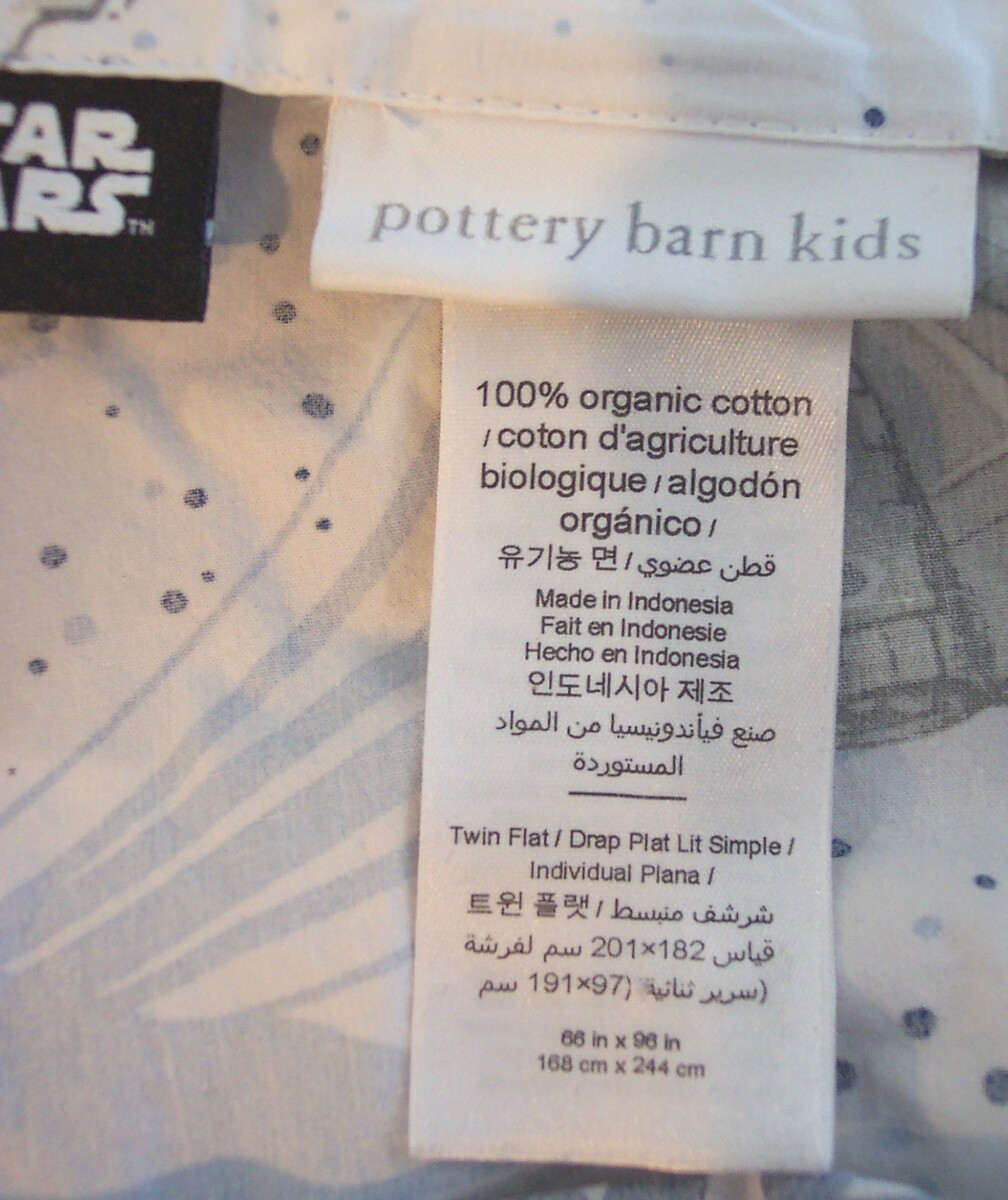 TAR
ARS™
pottery barn kids
100% organic cotton
/ coton d'agriculture
biologique / algodón
orgánico /
유기농 면 / قطن عضوي
Made in Indonesia
Fait en Indonesie
Hecho en Indonesia
인도네시아 제조
صنع فيأندونيسيا من المواد
المستوردة
Twin Flat / Drap Plat Lit Simple /
Individual Plana /
트윈 플랫 / شرشف منبسط
قياس 182×201 سم لفرشة
(سرير ثنائية (97×191 سم
66 in x 96 in
168 cm x 244 cm